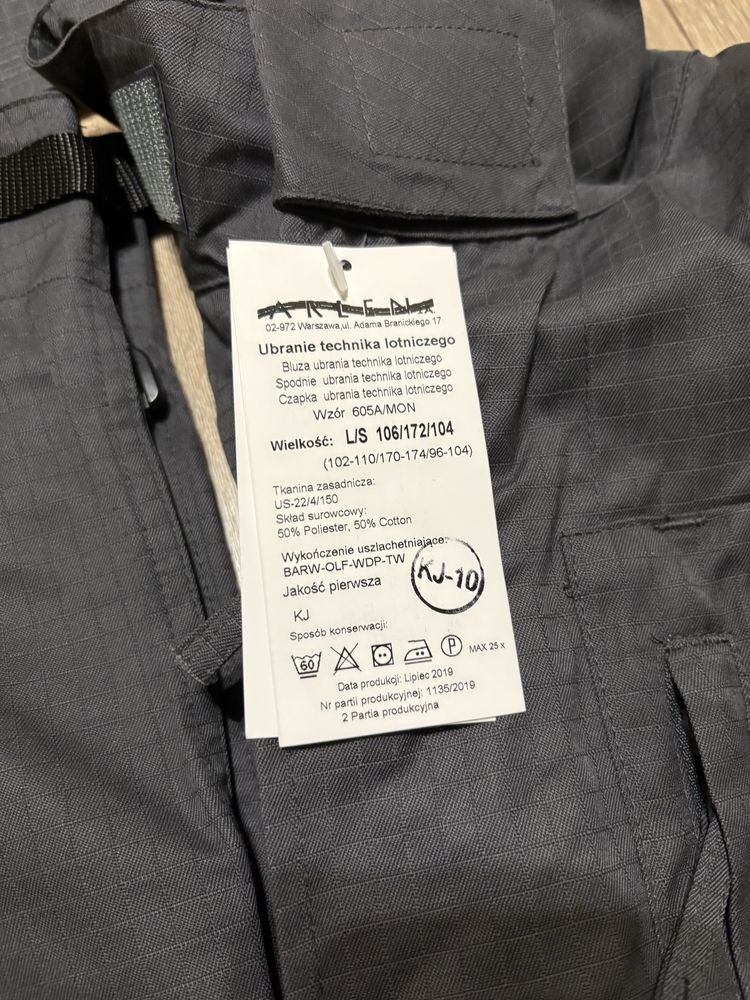 ARLEN S.A.
02-972 Warszawa,ul. Adama Branickiego 17
Ubranie technika lotniczego
Bluza ubrania technika lotniczego
Spodnie ubrania technika lotniczego
Czapka ubrania technika lotniczego
Wzór 605A/MON
Wielkość: L/S 106/172/104
(102-110/170-174/96-104)
Tkanina zasadnicza:
US-22/4/150
Skład surowcowy:
50% Poliester, 50% Cotton
Wykończenie uszlachetniające:
BARW-OLF-WDP-TW
Jakość pierwsza
KJ-10
KJ
Sposób konserwacji:
60 P MAX 25 x
Data produkcji: Lipiec 2019
Nr partii produkcyjnej: 1135/2019
2 Partia produkcyjna